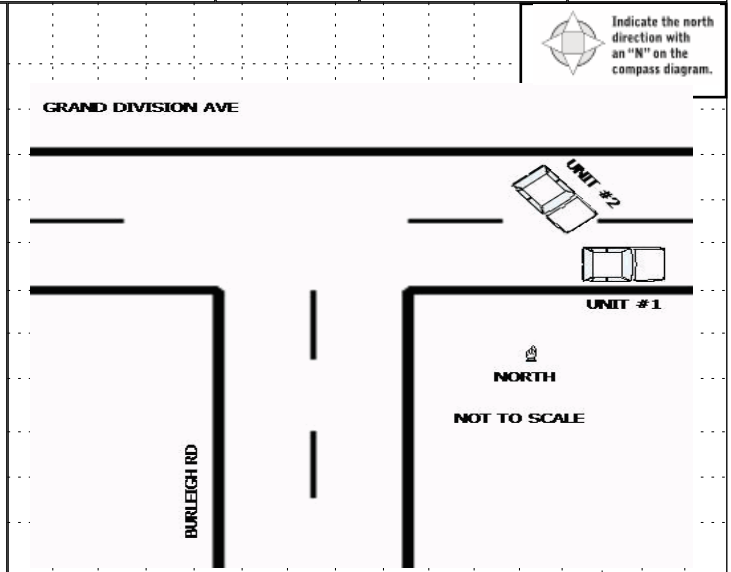 Indicate the north
direction with
an “N” on the
compass diagram.
GRAND DIVISION AVE
UNIT #2
UNIT #1
NORTH
NOT TO SCALE
BURLEIGH RD